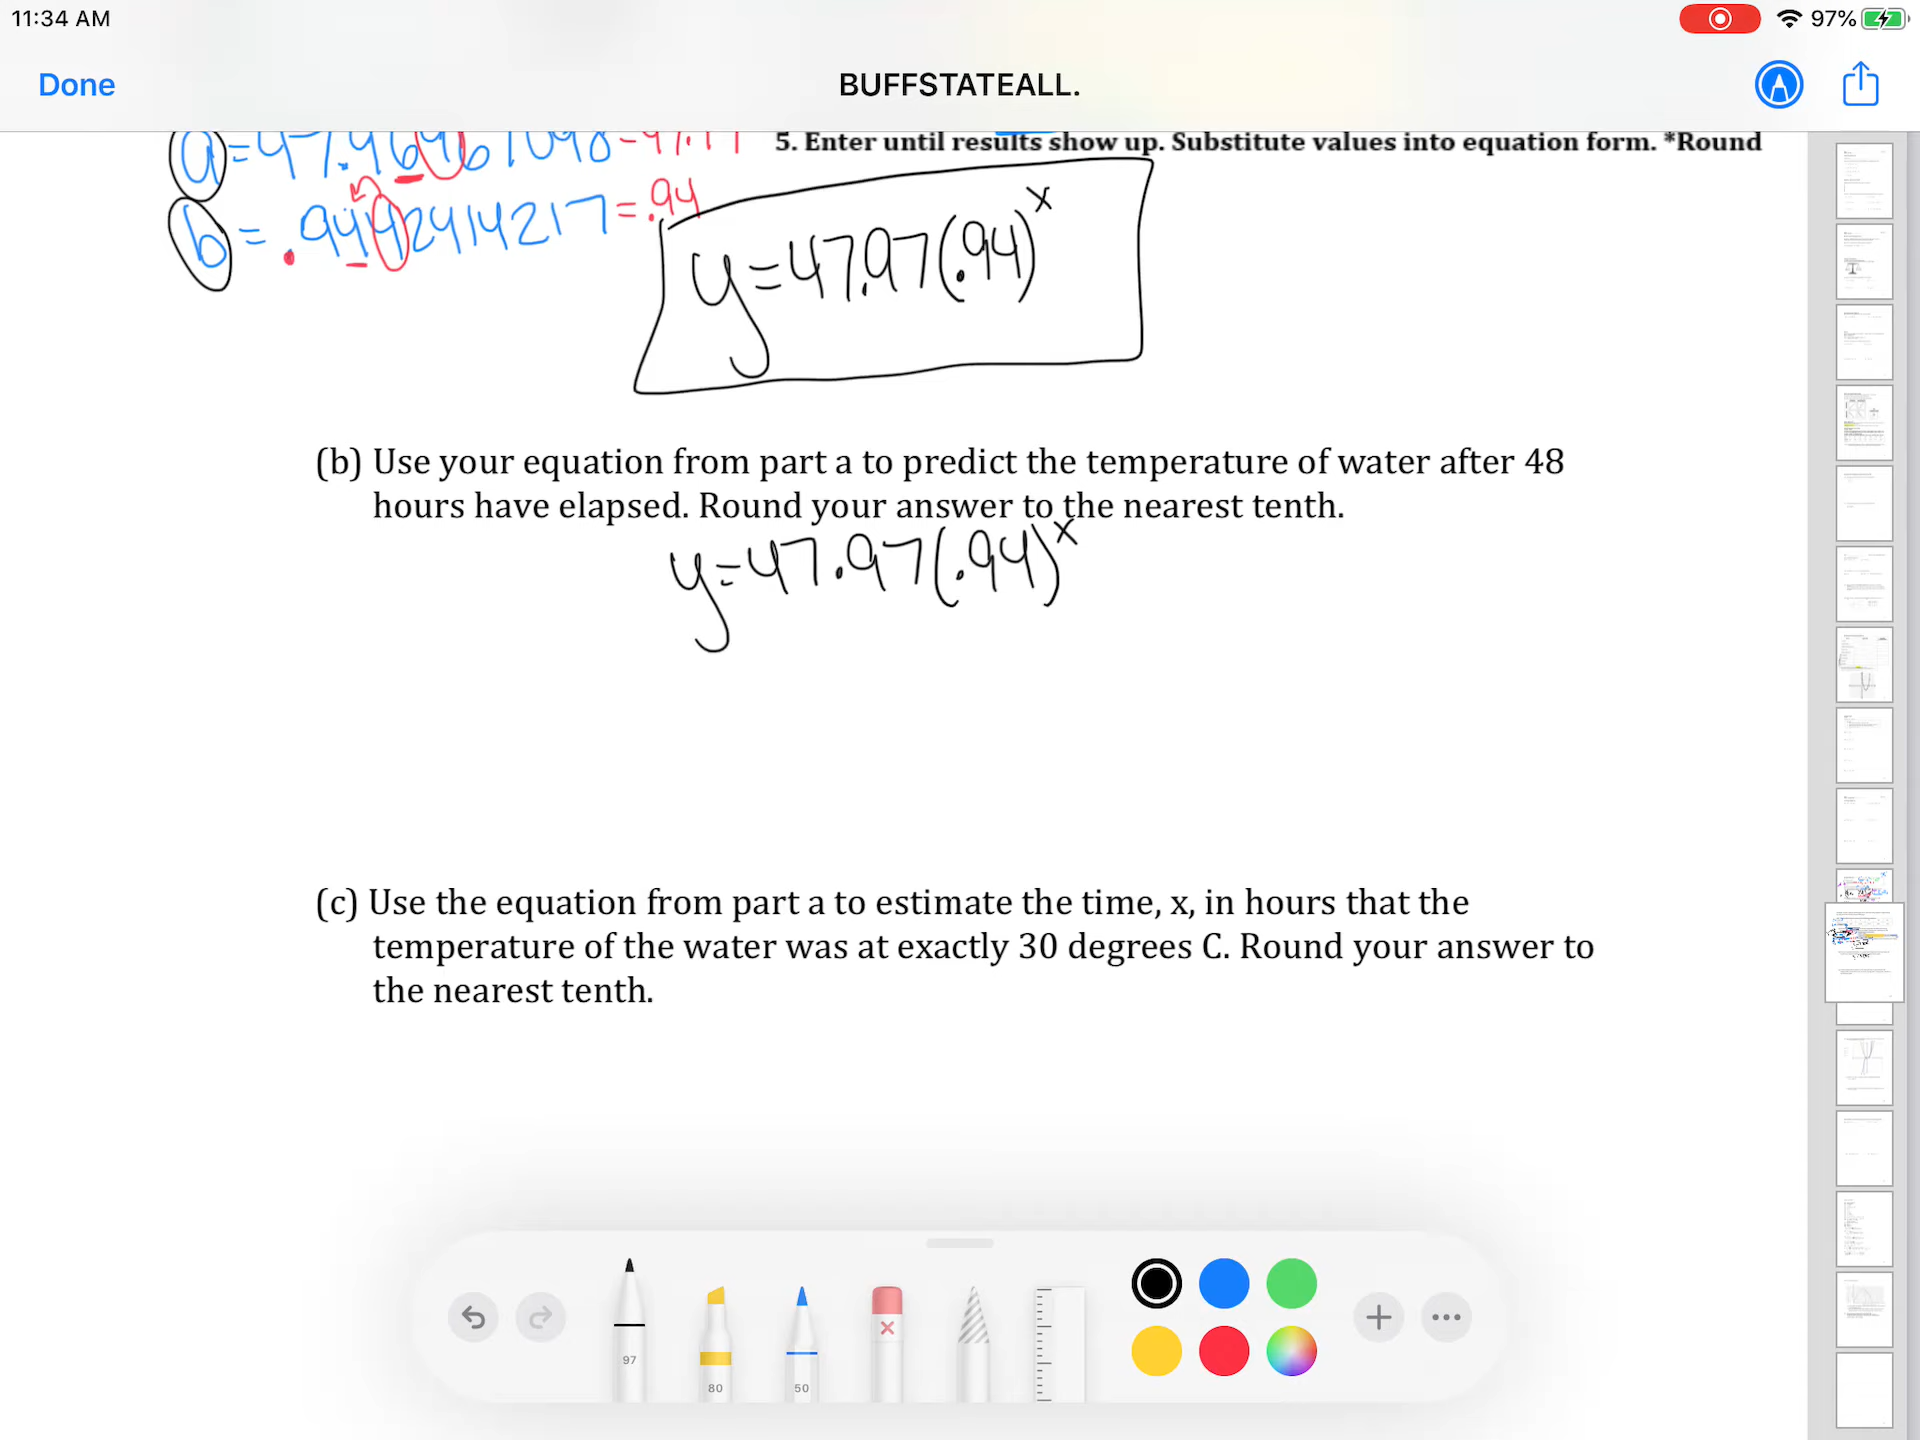 11:34 AM
97%
Done
BUFFSTATEALL.
5. Enter until results show up. Substitute values into equation form. *Round
b = .9442414217 = .94
y=47.97(.94)^x
(b) Use your equation from part a to predict the temperature of water after 48
hours have elapsed. Round your answer to the nearest tenth.
y=47.97(.94)^x
(c) Use the equation from part a to estimate the time, x, in hours that the
temperature of the water was at exactly 30 degrees C. Round your answer to
the nearest tenth.
97
80
50